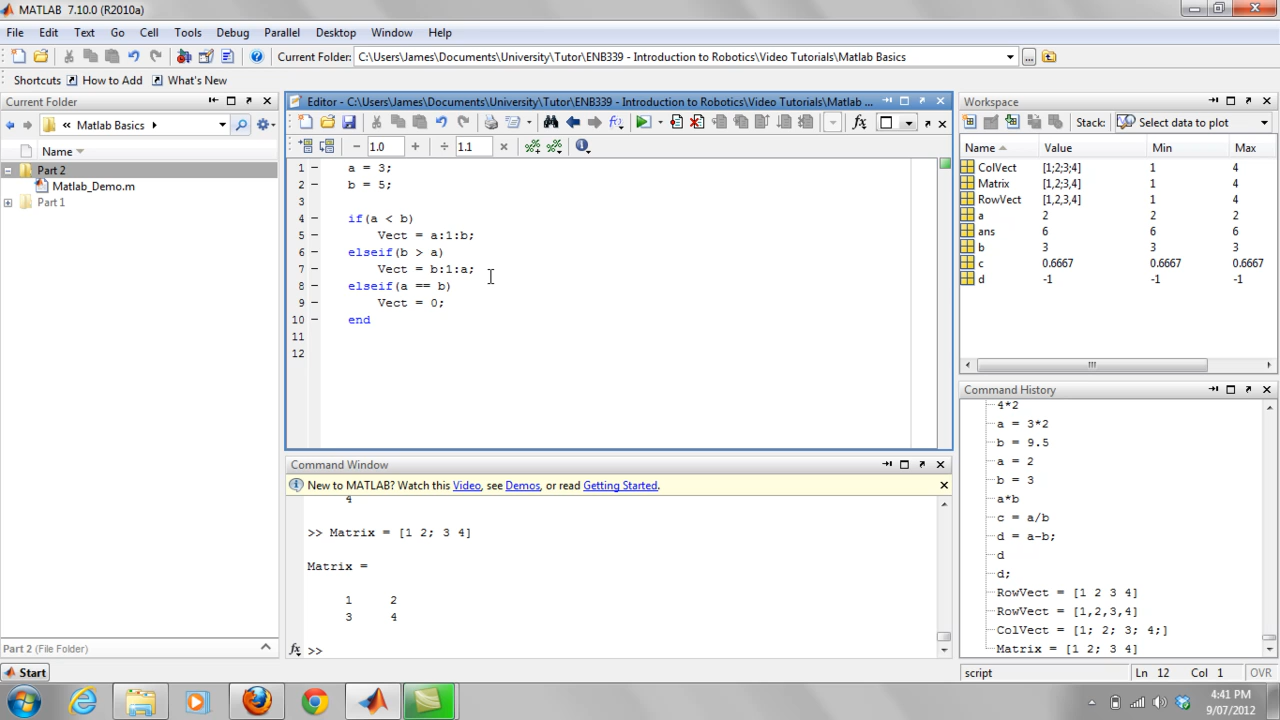 MATLAB 7.10.0 (R2010a)
File Edit Text Go Cell Tools Debug Parallel Desktop Window Help
Current Folder: C:\Users\James\Documents\University\Tutor\ENB339 - Introduction to Robotics\Video Tutorials\Matlab Basics
Shortcuts How to Add What's New
Current Folder
« Matlab Basics
Name
Part 2
Matlab_Demo.m
Part 1
Part 2 (File Folder)
Editor - C:\Users\James\Documents\University\Tutor\ENB339 - Introduction to Robotics\Video Tutorials\Matlab ...
1.0 1.1
1 a = 3;
2 b = 5;
3
4 if(a < b)
5 Vect = a:1:b;
6 elseif(b > a)
7 Vect = b:1:a;
8 elseif(a == b)
9 Vect = 0;
10 end
11
12
Command Window
New to MATLAB? Watch this Video, see Demos, or read Getting Started.
4
>> Matrix = [1 2; 3 4]
Matrix =
1 2
3 4
fx >>
Workspace
Stack: Select data to plot
Name Value Min Max
ColVect [1;2;3;4] 1 4
Matrix [1,2;3,4] 1 4
RowVect [1,2,3,4] 1 4
a 2 2 2
ans 6 6 6
b 3 3 3
c 0.6667 0.6667 0.6667
d -1 -1 -1
Command History
4*2
a = 3*2
b = 9.5
a = 2
b = 3
a*b
c = a/b
d = a-b;
d
d;
RowVect = [1 2 3 4]
RowVect = [1,2,3,4]
ColVect = [1; 2; 3; 4;]
Matrix = [1 2; 3 4]
Start
script Ln 12 Col 1 OVR
4:41 PM
9/07/2012